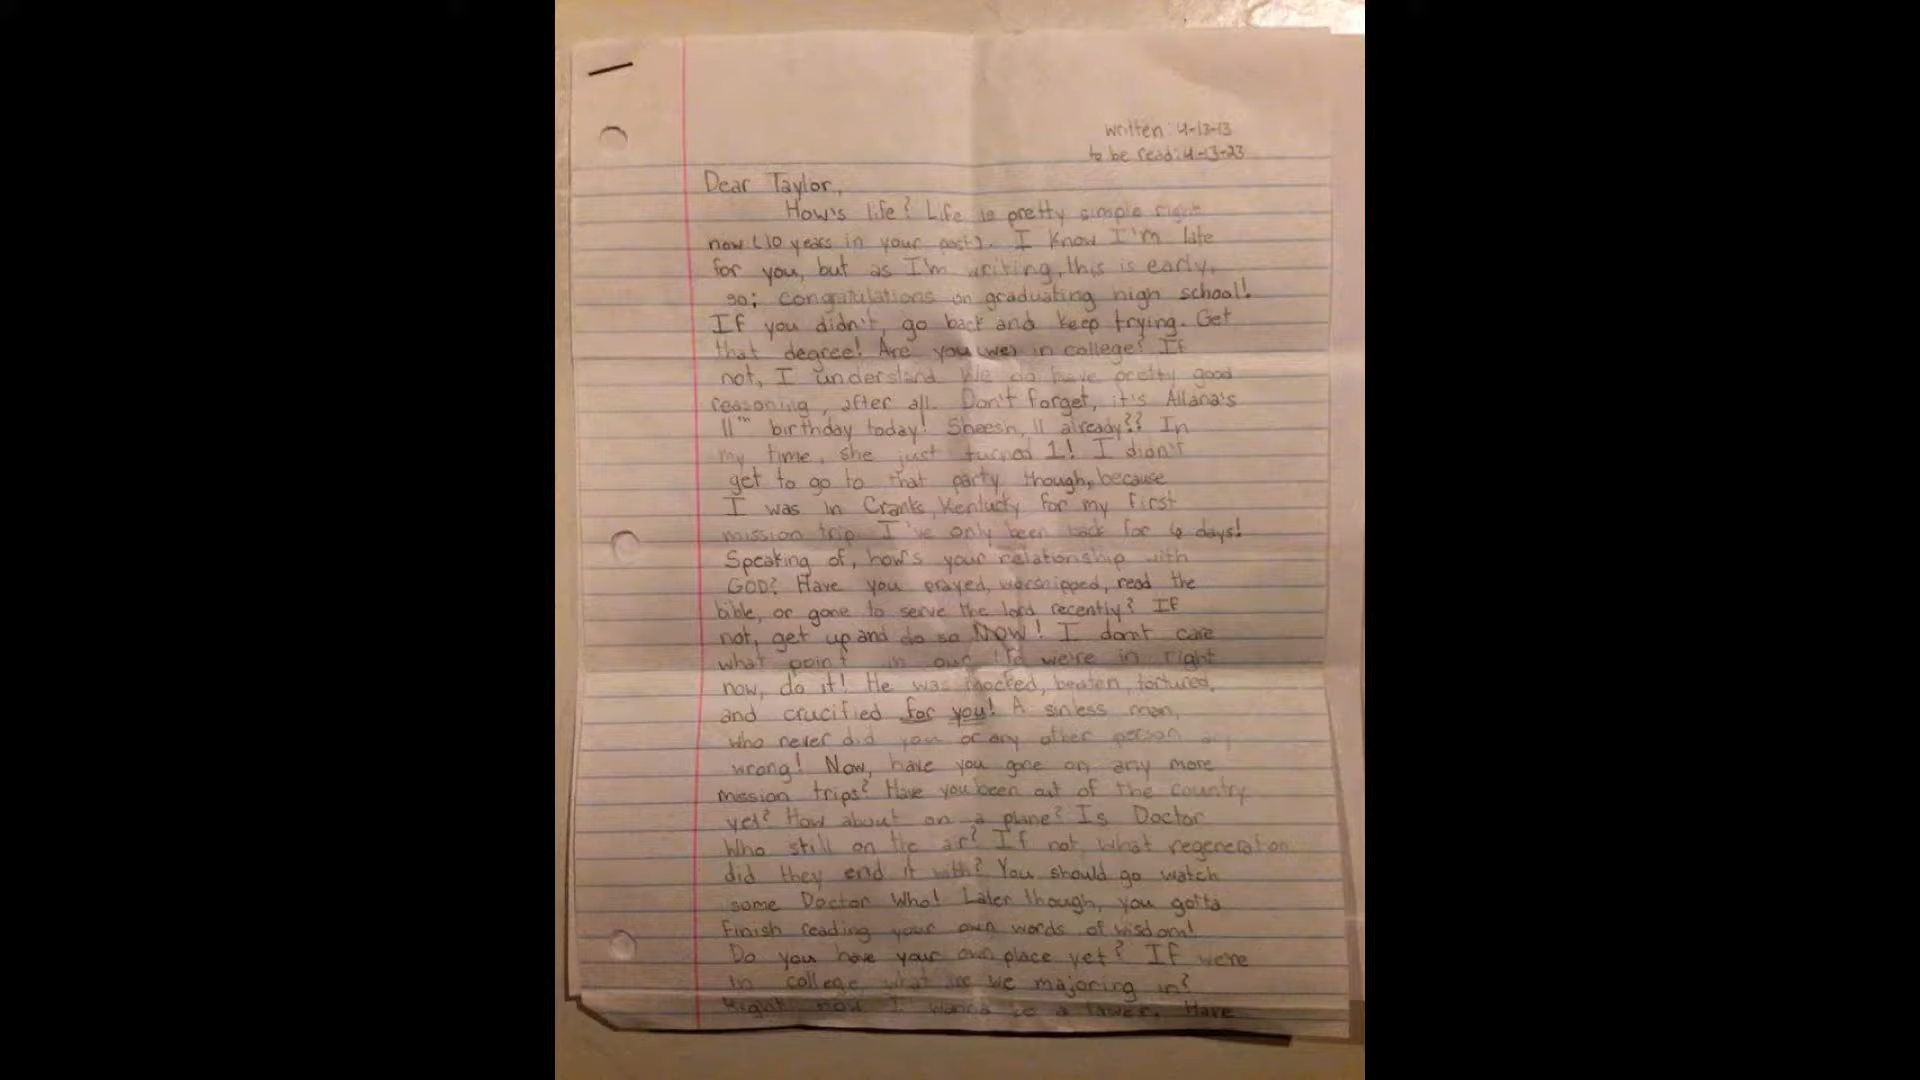 written: 4-13-13
to be read: 4-13-23
Dear Taylor,
How's life? Life is pretty simple right
now (10 years in your past). I know I'm late
for you, but as I'm writing, this is early,
so; congratulations on graduating high school!
If you didn't, go back and keep trying. Get
that degree! Are you in college? If
not, I understand. We do have pretty good
reasoning, after all. Don't forget, it's Allana's
11th birthday today! Sheesh, 11 already?? In
my time, she just turned 1! I didn't
get to go to that party though, because
I was in Cranks, Kentucky for my first
mission trip. I've only been back for 6 days!
Speaking of, how's your relationship with
GOD? Have you prayed, worshipped, read the
bible, or gone to serve the lord recently? If
not, get up and do so NOW! I don't care
what point in our life we're in right
now, do it! He was mocked, beaten, tortured,
and crucified for you! A sinless man,
who never did you or any other person any
wrong! Now, have you gone on any more
mission trips? Have you been out of the country
yet? How about on a plane? Is Doctor
Who still on the air? If not, what regeneration
did they end it with? You should go watch
some Doctor Who! Later though, you gotta
finish reading your own words of wisdom!
Do you have your own place yet? If we're
in college, what are we majoring in?
Right now I wanna be a lawer. Have